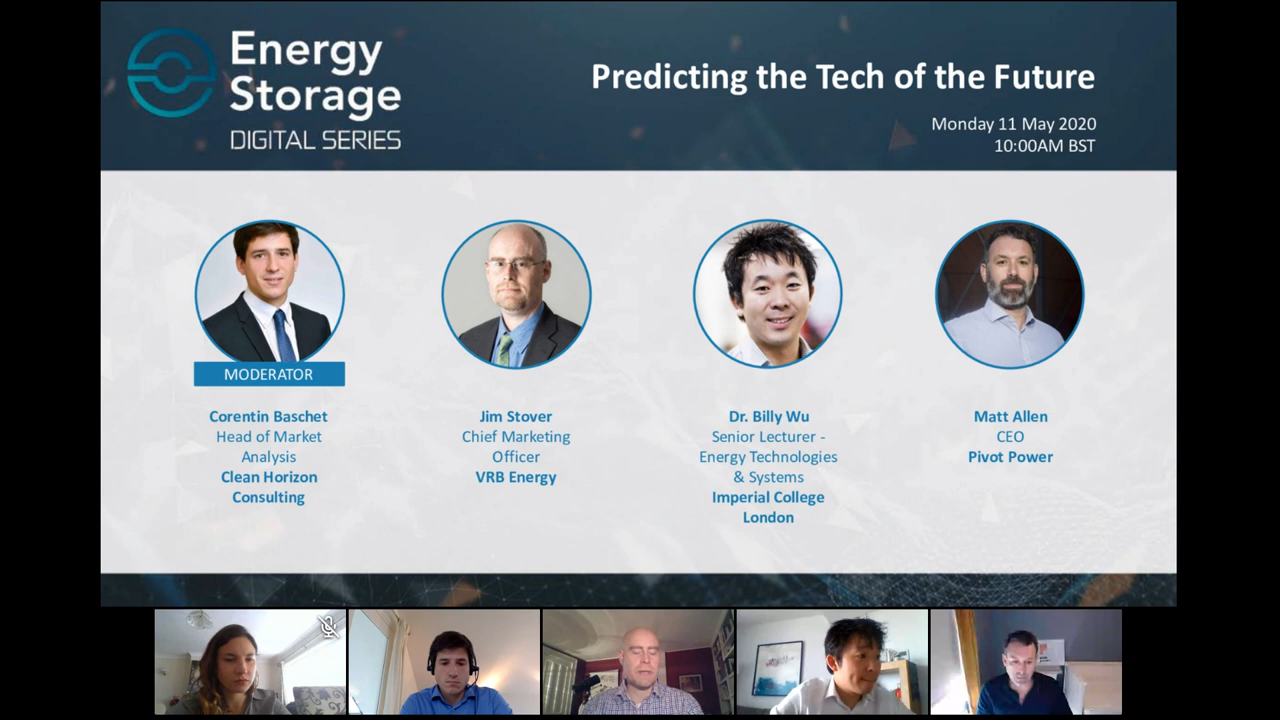 Energy
Storage
DIGITAL SERIES
Predicting the Tech of the Future
Monday 11 May 2020
10:00AM BST
MODERATOR
Corentin Baschet
Head of Market
Analysis
Clean Horizon
Consulting
Jim Stover
Chief Marketing
Officer
VRB Energy
Dr. Billy Wu
Senior Lecturer -
Energy Technologies
& Systems
Imperial College
London
Matt Allen
CEO
Pivot Power